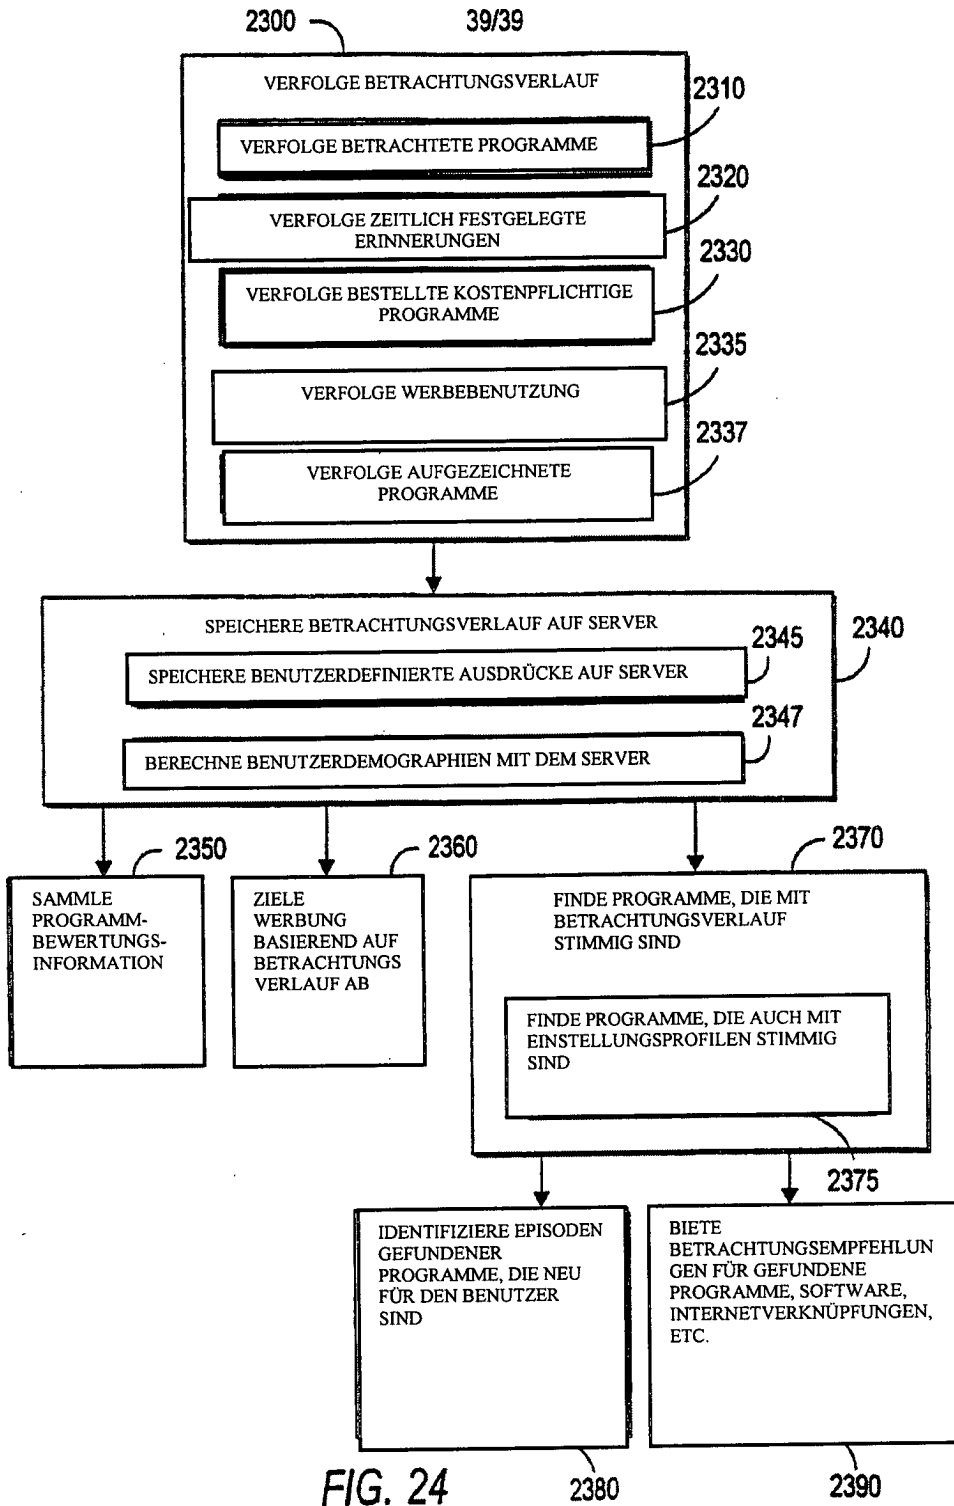 2300 39/39
VERFOLGE BETRACHTUNGSVERLAUF
2310
VERFOLGE BETRACHTETE PROGRAMME
2320
VERFOLGE ZEITLICH FESTGELEGTE
ERINNERUNGEN
2330
VERFOLGE BESTELLTE KOSTENPFLICHTIGE
PROGRAMME
2335
VERFOLGE WERBEBENUTZUNG
2337
VERFOLGE AUFGEZEICHNETE
PROGRAMME
SPEICHERE BETRACHTUNGSVERLAUF AUF SERVER
2340
2345
SPEICHERE BENUTZERDEFINIERTE AUSDRÜCKE AUF SERVER
2347
BERECHNE BENUTZERDEMOGRAPHIEN MIT DEM SERVER
2350
SAMMLE
PROGRAMM-
BEWERTUNGS-
INFORMATION
2360
ZIELE
WERBUNG
BASIEREND AUF
BETRACHTUNGS
VERLAUF AB
2370
FINDE PROGRAMME, DIE MIT
BETRACHTUNGSVERLAUF
STIMMIG SIND
FINDE PROGRAMME, DIE AUCH MIT
EINSTELLUNGSPROFILEN STIMMIG
SIND
2375
IDENTIFIZIERE EPISODEN
GEFUNDENER
PROGRAMME, DIE NEU
FÜR DEN BENUTZER
SIND
2380
BIETE
BETRACHTUNGSEMPFEHLUN
GEN FÜR GEFUNDENE
PROGRAMME, SOFTWARE,
INTERNETVERKNÜPFUNGEN,
ETC.
2390
FIG. 24